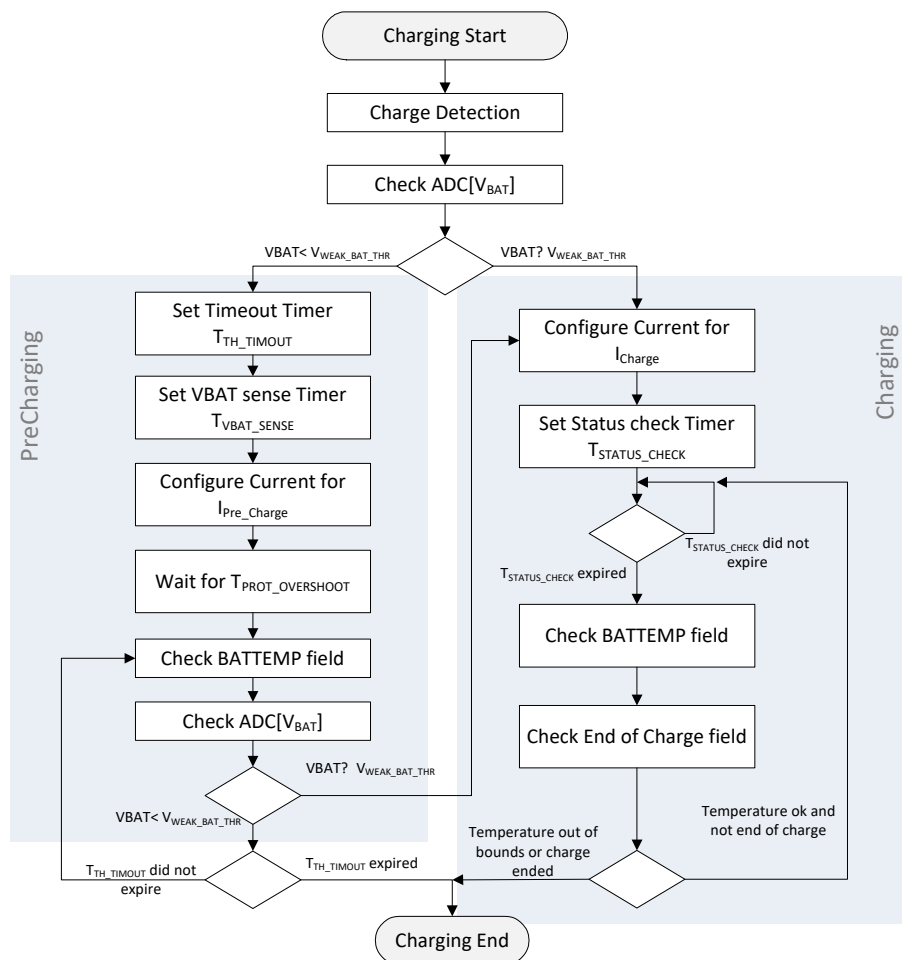 Charging Start
Charge Detection
Check ADC[VBAT]
VBAT< VWEAK_BAT_THR
VBAT? VWEAK_BAT_THR
PreCharging
Set Timeout Timer
TTH_TIMOUT
Set VBAT sense Timer
TVBAT_SENSE
Configure Current for
IPre_Charge
Wait for TPROT_OVERSHOOT
Check BATTEMP field
Check ADC[VBAT]
VBAT? VWEAK_BAT_THR
VBAT< VWEAK_BAT_THR
TTH_TIMOUT did not
expire
TTH_TIMOUT expired
Charging
Configure Current for
ICharge
Set Status check Timer
TSTATUS_CHECK
TSTATUS_CHECK did not
expire
TSTATUS_CHECK expired
Check BATTEMP field
Check End of Charge field
Temperature ok and
not end of charge
Temperature out of
bounds or charge
ended
Charging End